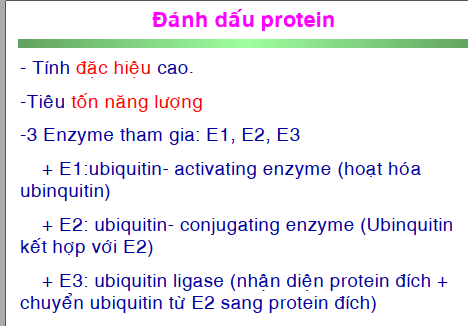 Đánh dấu protein
- Tính đặc hiệu cao.
-Tiêu tốn năng lượng
-3 Enzyme tham gia: E1, E2, E3
+ E1:ubiquitin- activating enzyme (hoạt hóa
ubinquitin)
+ E2: ubiquitin- conjugating enzyme (Ubinquitin
kết hợp với E2)
+ E3: ubiquitin ligase (nhận diện protein đích +
chuyển ubiquitin từ E2 sang protein đích)